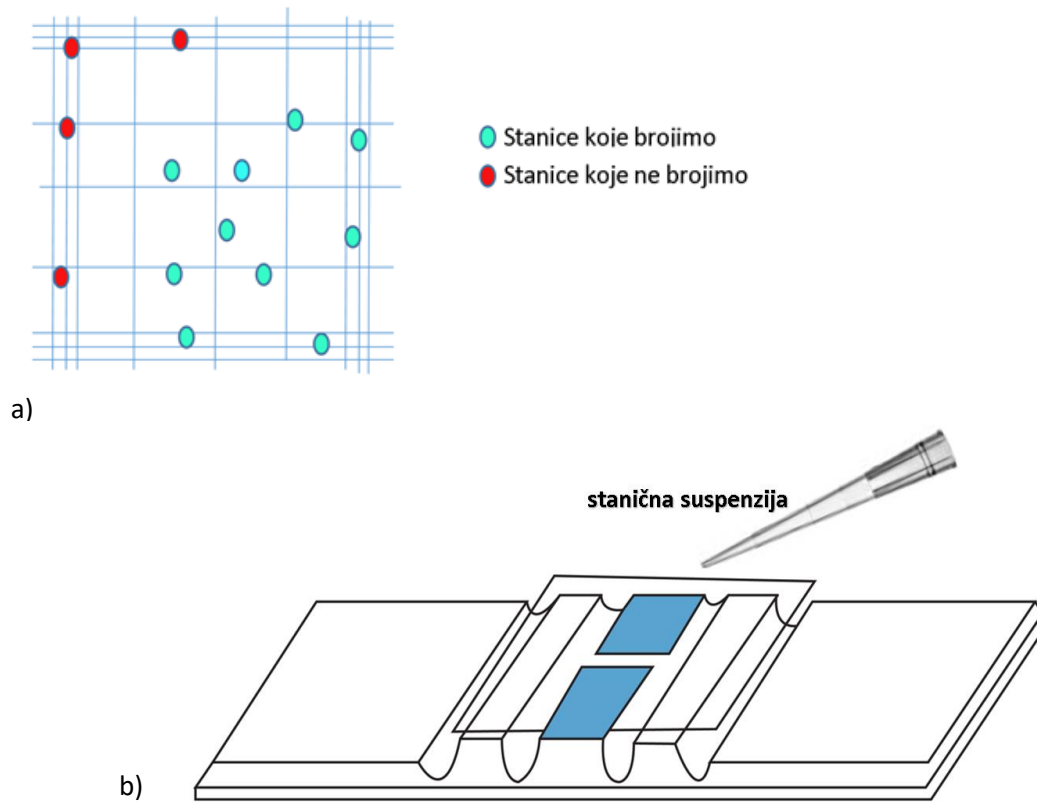 Stanice koje brojimo
Stanice koje ne brojimo
a)
stanična suspenzija
b)